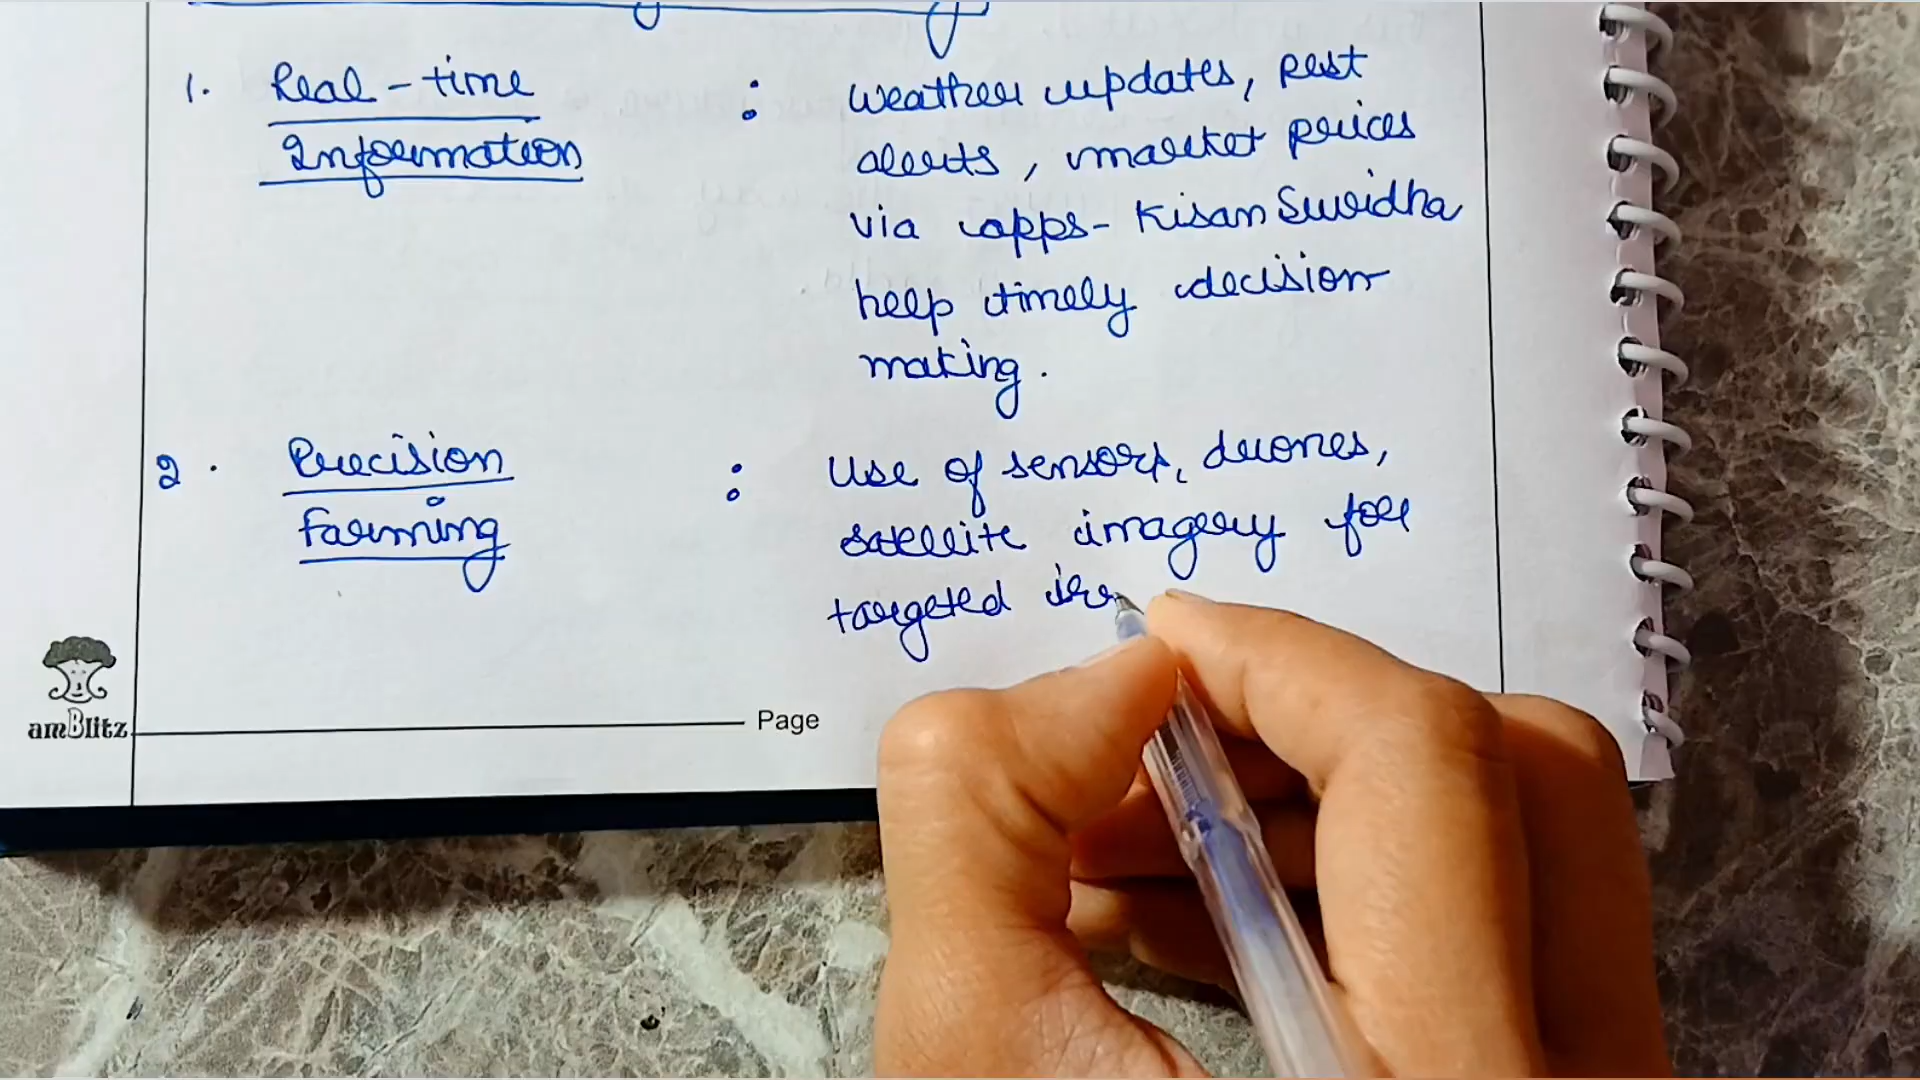 1. Real-time : Weather updates, pest
Information alerts, market prices
via apps- Kisan Suvidha
help timely decision
making.
2. Precision : Use of sensors, drones,
Farming satellite imagery for
targeted irr
amBlitz Page